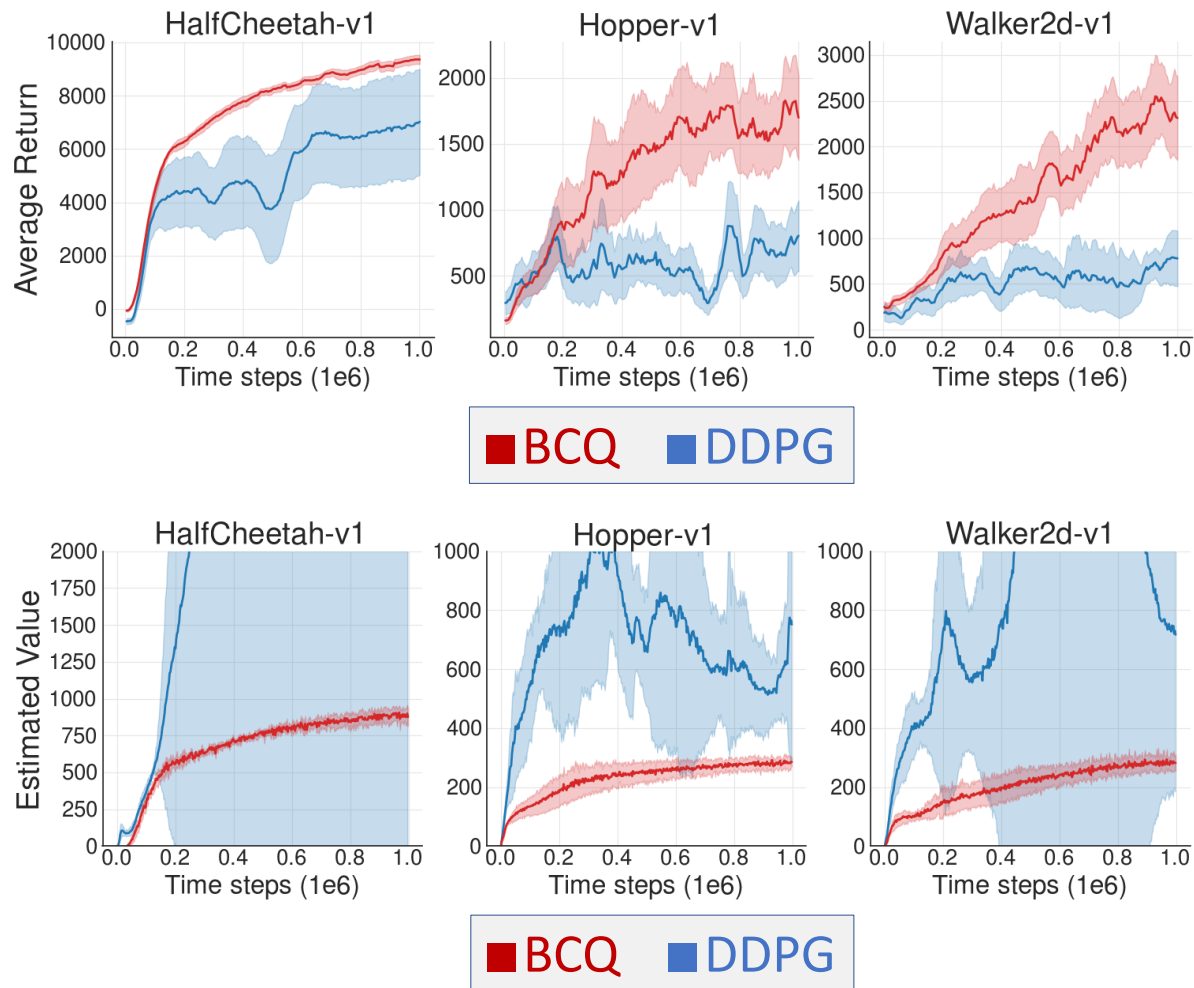 HalfCheetah-v1 Hopper-v1 Walker2d-v1
Average Return
10000
8000
6000
4000
2000
0
0.0 0.2 0.4 0.6 0.8 1.0
Time steps (1e6)
2000
1500
1000
500
0.0 0.2 0.4 0.6 0.8 1.0
Time steps (1e6)
3000
2500
2000
1500
1000
500
0
0.0 0.2 0.4 0.6 0.8 1.0
Time steps (1e6)
BCQ DDPG
HalfCheetah-v1 Hopper-v1 Walker2d-v1
Estimated Value
2000
1750
1500
1250
1000
750
500
250
0
0.0 0.2 0.4 0.6 0.8 1.0
Time steps (1e6)
1000
800
600
400
200
0
0.0 0.2 0.4 0.6 0.8 1.0
Time steps (1e6)
1000
800
600
400
200
0
0.0 0.2 0.4 0.6 0.8 1.0
Time steps (1e6)
BCQ DDPG